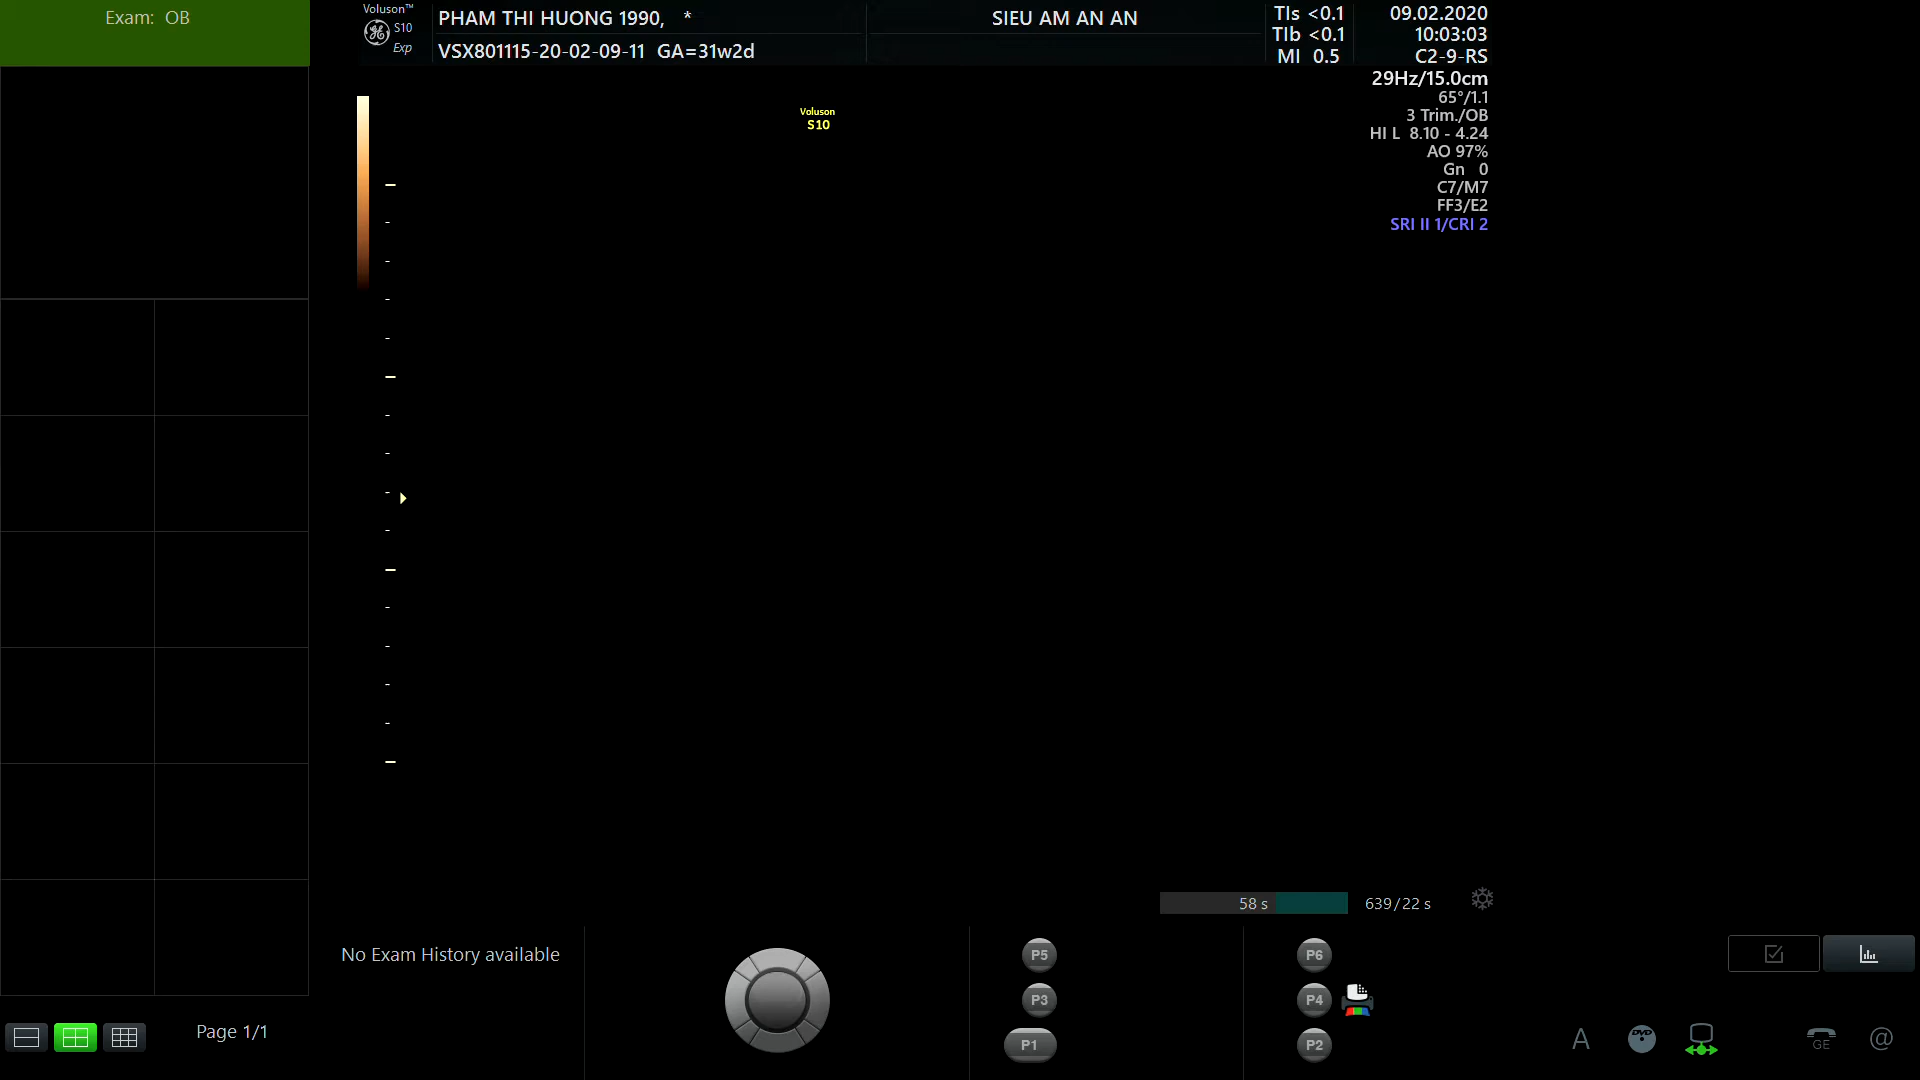 Exam: OB
Voluson™
S10
Exp
PHAM THI HUONG 1990, *
VSX801115-20-02-09-11 GA=31w2d
SIEU AM AN AN
TIs <0.1
TIb <0.1
MI 0.5
09.02.2020
10:03:03
C2-9-RS
29Hz/15.0cm
65°/1.1
3 Trim./OB
HI L 8.10 - 4.24
AO 97%
Gn 0
C7/M7
FF3/E2
SRI II 1/CRI 2
Voluson
S10
58 s
639/22 s
No Exam History available
P5
P3
P1
P6
P4
P2
Page 1/1
A
DVD
GE
@